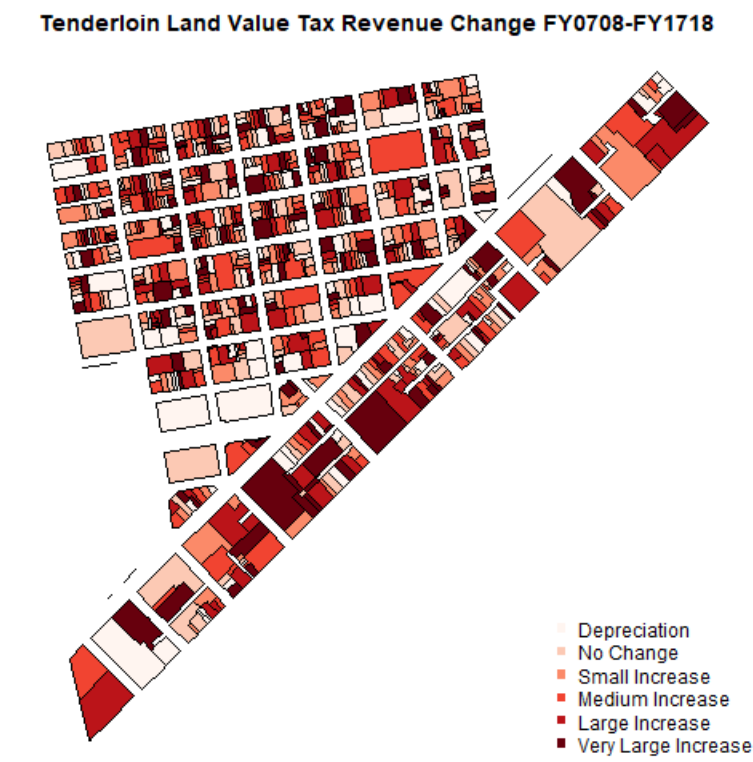 Tenderloin Land Value Tax Revenue Change FY0708-FY1718
Depreciation
No Change
Small Increase
Medium Increase
Large Increase
Very Large Increase